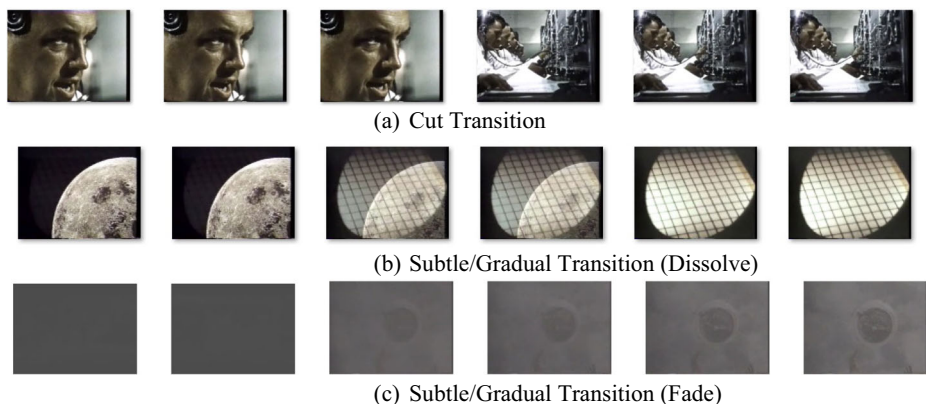 (a) Cut Transition
(b) Subtle/Gradual Transition (Dissolve)
(c) Subtle/Gradual Transition (Fade)